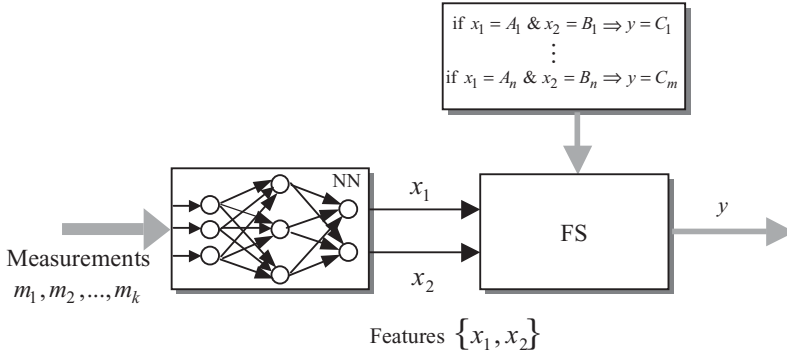 if x₁ = A₁ & x₂ = B₁ ⇒ y = C₁
⋮
if x₁ = Aₙ & x₂ = Bₙ ⇒ y = Cₘ
NN
x₁
x₂
FS
y
Measurements
m₁, m₂, ..., mₖ
Features {x₁, x₂}